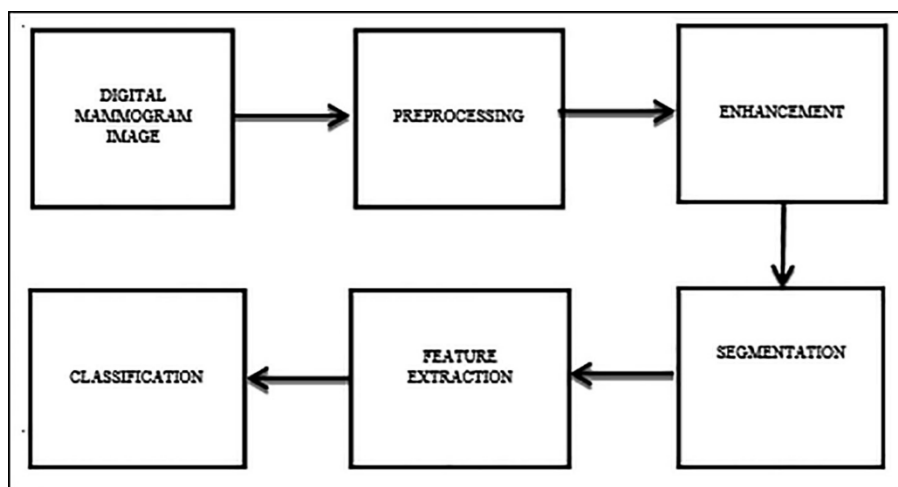 DIGITAL
MAMMOGRAM
IMAGE
PREPROCESSING
ENHANCEMENT
SEGMENTATION
FEATURE
EXTRACTION
CLASSIFICATION